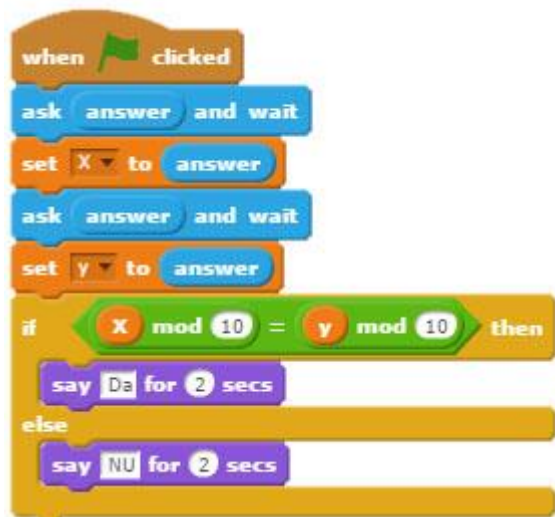 when clicked
ask answer and wait
set X to answer
ask answer and wait
set y to answer
if X mod 10 = y mod 10 then
say Da for 2 secs
else
say NU for 2 secs